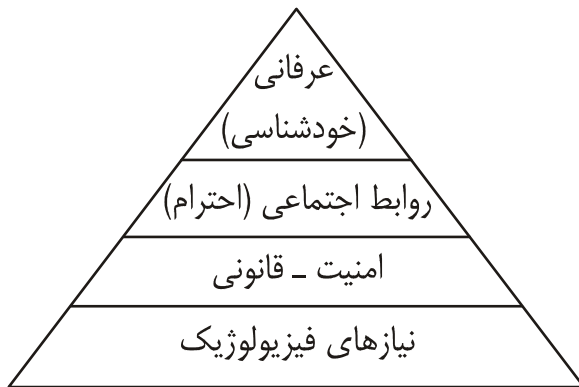 عرفانی
(خودشناسی)
روابط اجتماعی (احترام)
امنیت ـ قانونی
نیازهای فیزیولوژیک